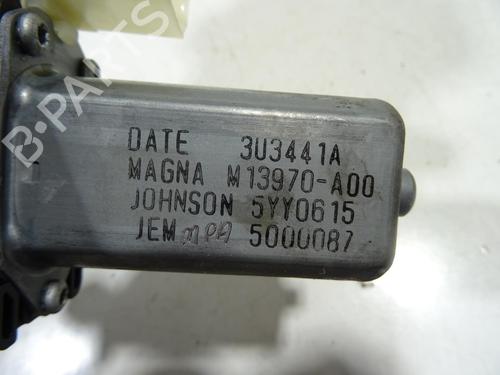 B-PARTS
DATE 3U3441A
MAGNA M13970-A00
JOHNSON 5YY0615
JEM 5000087